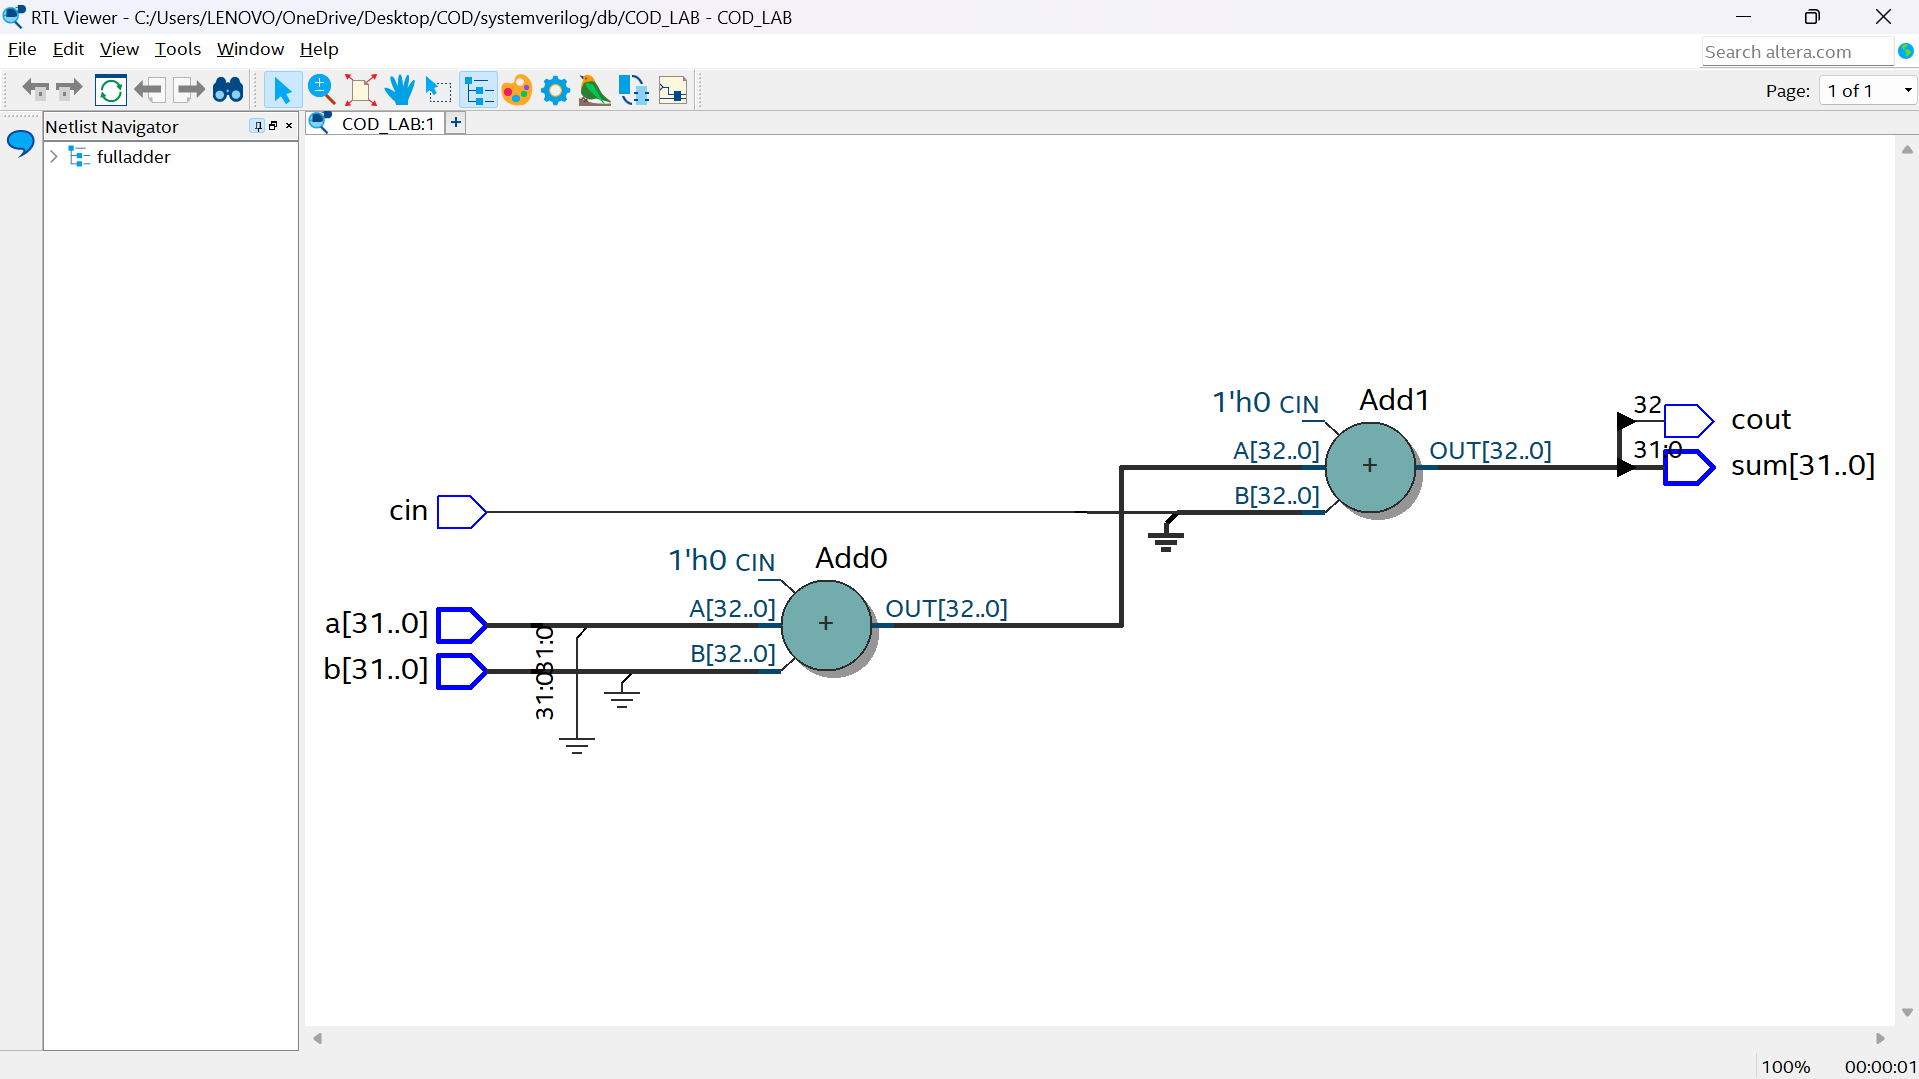 RTL Viewer - C:/Users/LENOVO/OneDrive/Desktop/COD/systemverilog/db/COD_LAB - COD_LAB
File Edit View Tools Window Help
Search altera.com
Page: 1 of 1
Netlist Navigator
COD_LAB:1 +
fulladder
1'h0 CIN
Add1
32
cout
A[32..0]
OUT[32..0]
31:0
sum[31..0]
B[32..0]
+
cin
1'h0 CIN
Add0
a[31..0]
A[32..0]
OUT[32..0]
+
31:0
b[31..0]
B[32..0]
31:0
100% 00:00:01